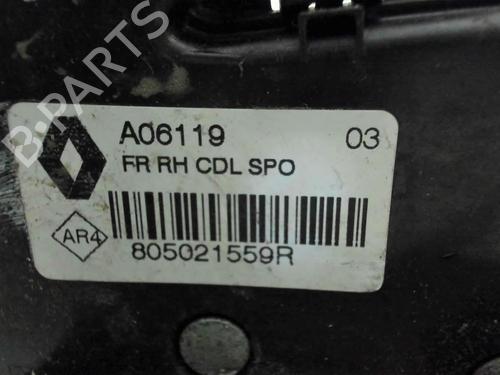 B-PARTS
A06119 03
FR RH CDL SPO
AR4
805021559R